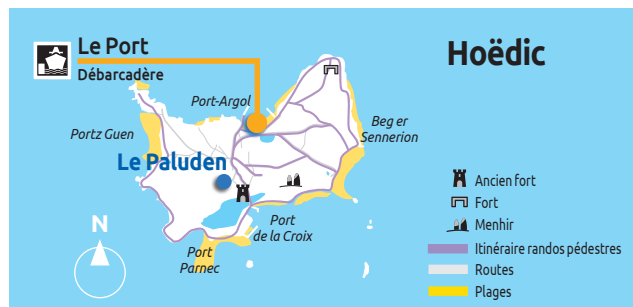 Le Port
Débarcadère
Hoëdic
Port-Argol
Beg er
Sennerion
Portz Guen
Le Paluden
Port
de la Croix
Port
Parnec
N
Ancien fort
Fort
Menhir
Itinéraire randos pédestres
Routes
Plages